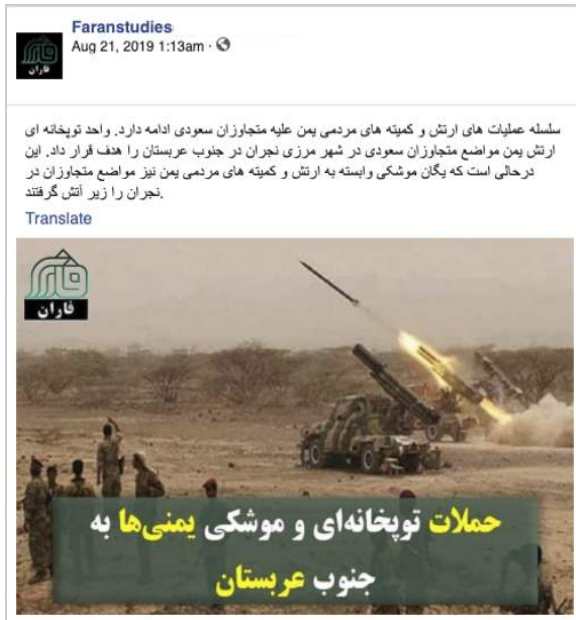 Faranstudies
Aug 21, 2019 1:13am ·
فاران
سلسله عملیات های ارتش و کمیته های مردمی یمن علیه متجاوزان سعودی ادامه دارد. واحد توپخانه ای
ارتش یمن مواضع متجاوزان سعودی در شهر مرزی نجران در جنوب عربستان را هدف قرار داد. این
درحالی است که یگان موشکی وابسته به ارتش و کمیته های مردمی یمن نیز مواضع متجاوزان در
نجران را زیر آتش گرفتند.
Translate
فاران
حملات توپخانه‌ای و موشکی یمنی‌ها به
جنوب عربستان